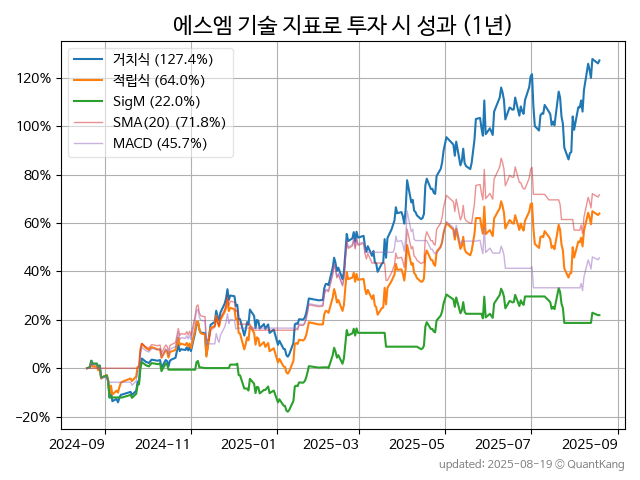 에스엠 기술 지표로 투자 시 성과 (1년)
거치식 (127.4%)
적립식 (64.0%)
SigM (22.0%)
SMA(20) (71.8%)
MACD (45.7%)
120%
100%
80%
60%
40%
20%
0%
−20%
2024-09 2024-11 2025-01 2025-03 2025-05 2025-07 2025-09
updated: 2025-08-19 © QuantKang